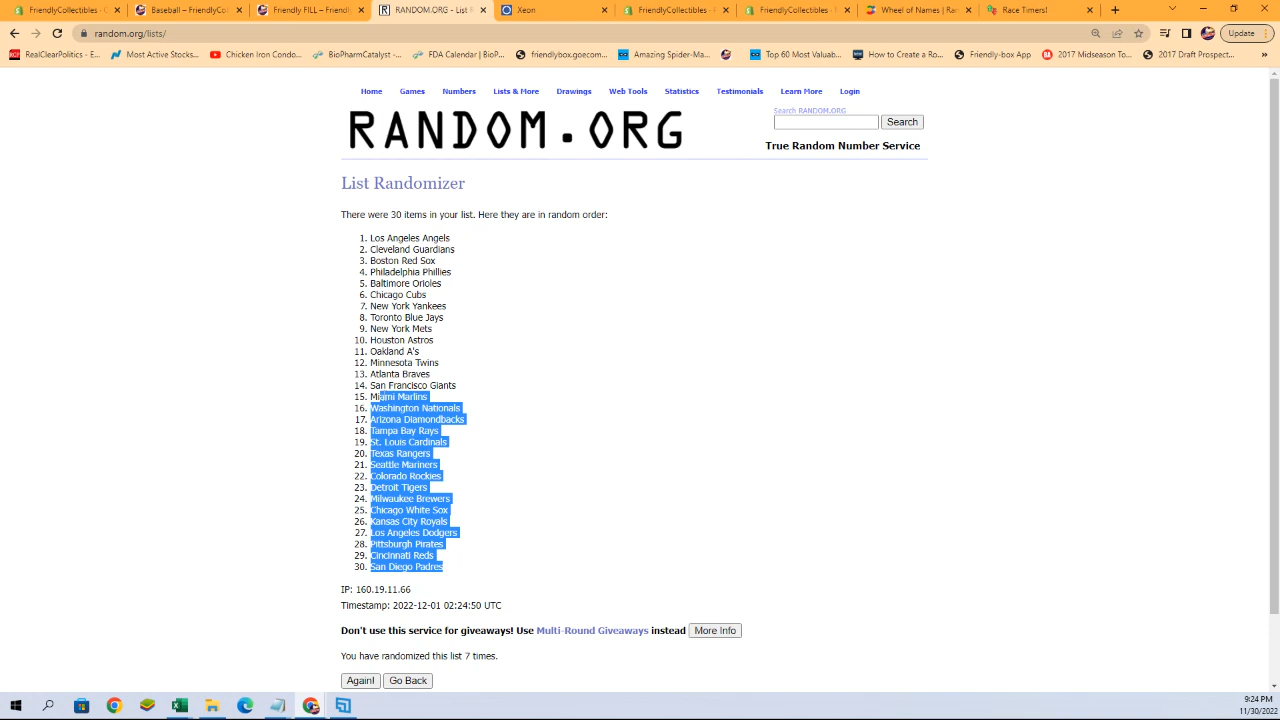 FriendlyCollectibles - O
Baseball – FriendlyCol
Friendly FILL – Friendl
RANDOM.ORG - List R
Xeon
FriendlyCollectibles -
FriendlyCollectibles - F
Wheel of Names | Ra
Race Timers!
random.org/lists/
Update
RealClearPolitics - E...
Most Active Stocks...
Chicken Iron Condo...
BioPharmCatalyst -...
FDA Calendar | BioP...
friendlybox.goecom...
Amazing Spider-Ma...
Top 60 Most Valuab...
How to Create a Ro...
Friendly-box App
2017 Midseason To...
2017 Draft Prospect...
»
Home Games Numbers Lists & More Drawings Web Tools Statistics Testimonials Learn More Login
RANDOM.ORG
Search RANDOM.ORG
Search
True Random Number Service
List Randomizer
There were 30 items in your list. Here they are in random order:
1. Los Angeles Angels
2. Cleveland Guardians
3. Boston Red Sox
4. Philadelphia Phillies
5. Baltimore Orioles
6. Chicago Cubs
7. New York Yankees
8. Toronto Blue Jays
9. New York Mets
10. Houston Astros
11. Oakland A's
12. Minnesota Twins
13. Atlanta Braves
14. San Francisco Giants
15. Miami Marlins
16. Washington Nationals
17. Arizona Diamondbacks
18. Tampa Bay Rays
19. St. Louis Cardinals
20. Texas Rangers
21. Seattle Mariners
22. Colorado Rockies
23. Detroit Tigers
24. Milwaukee Brewers
25. Chicago White Sox
26. Kansas City Royals
27. Los Angeles Dodgers
28. Pittsburgh Pirates
29. Cincinnati Reds
30. San Diego Padres
IP: 160.19.11.66
Timestamp: 2022-12-01 02:24:50 UTC
Don't use this service for giveaways! Use Multi-Round Giveaways instead More Info
You have randomized this list 7 times.
Again! Go Back
9:24 PM